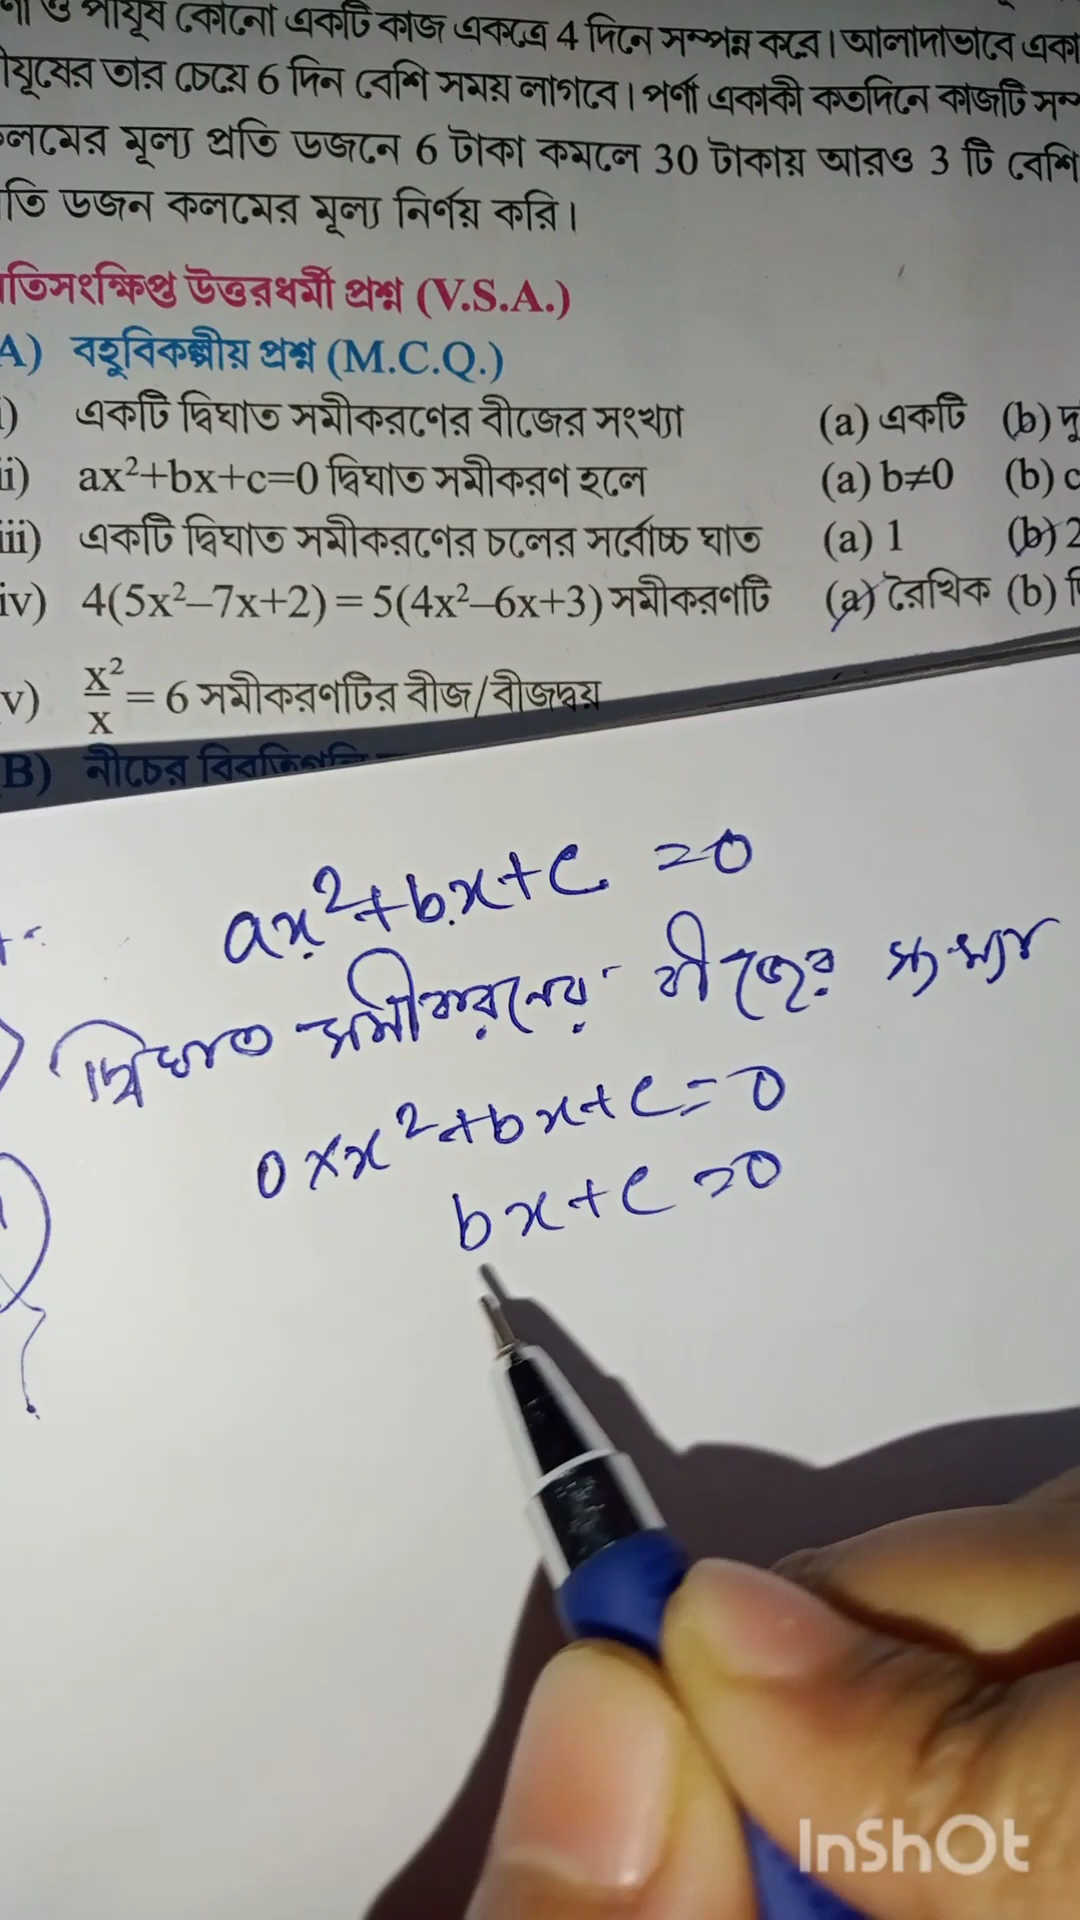 ও পীযূষ কোনো একটি কাজ একত্রে 4 দিনে সম্পন্ন করে। আলাদাভাবে একা
যূষের তার চেয়ে 6 দিন বেশি সময় লাগবে। পর্ণা একাকী কতদিনে কাজটি সম্প
লমের মূল্য প্রতি ডজনে 6 টাকা কমলে 30 টাকায় আরও 3 টি বেশি
তি ডজন কলমের মূল্য নির্ণয় করি।
তিসংক্ষিপ্ত উত্তরধর্মী প্রশ্ন (V.S.A.)
A) বহুবিকল্পীয় প্রশ্ন (M.C.Q.)
i) একটি দ্বিঘাত সমীকরণের বীজের সংখ্যা (a) একটি (b) দু
ii) ax²+bx+c=0 দ্বিঘাত সমীকরণ হলে (a) b≠0 (b) c
iii) একটি দ্বিঘাত সমীকরণের চলের সর্বোচ্চ ঘাত (a) 1 (b) 2
iv) 4(5x²–7x+2) = 5(4x²–6x+3) সমীকরণটি (a) রৈখিক (b)
v) x²/x = 6 সমীকরণটির বীজ/বীজদ্বয়
B) নীচের বিবৃতিগুলি
ax²+bx+c =0
দ্বিঘাত সমীকরনের বীজের সংখ্যা
0×x²+bx+c=0
bx+c=0
InShOt